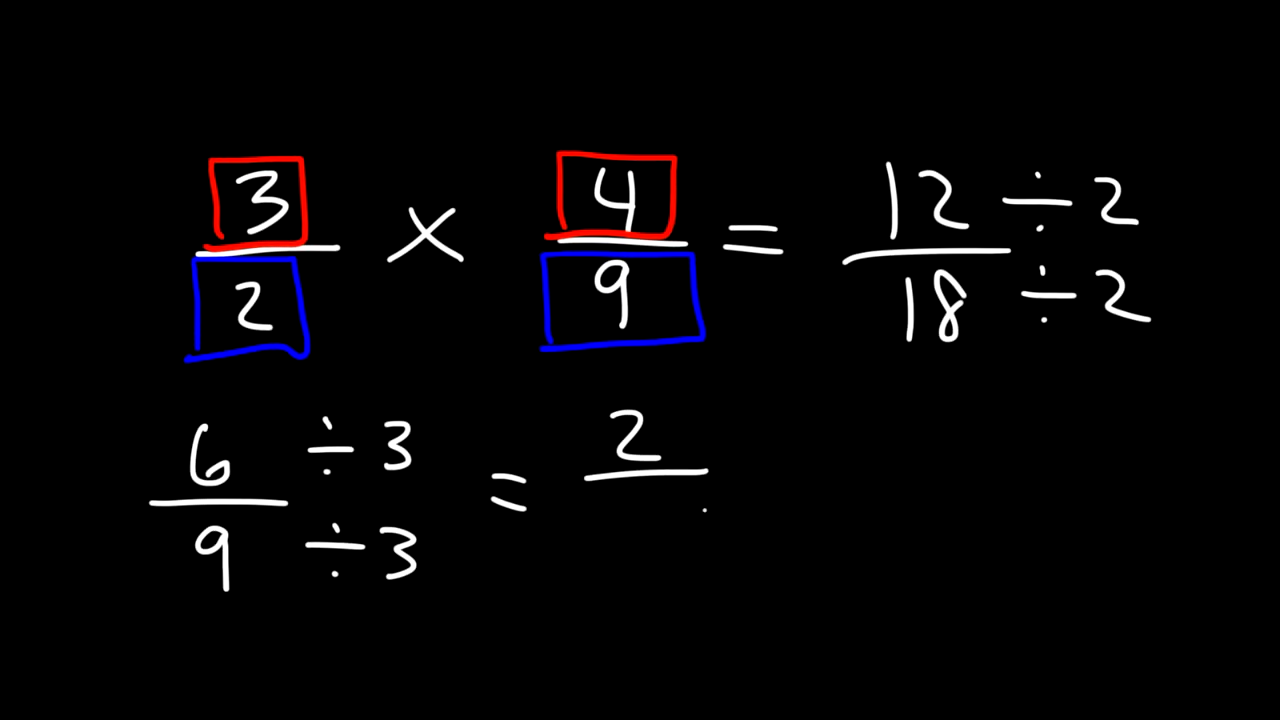 3/2 × 4/9 = 12 ÷ 2/18 ÷ 2
6 ÷ 3/9 ÷ 3 = 2/